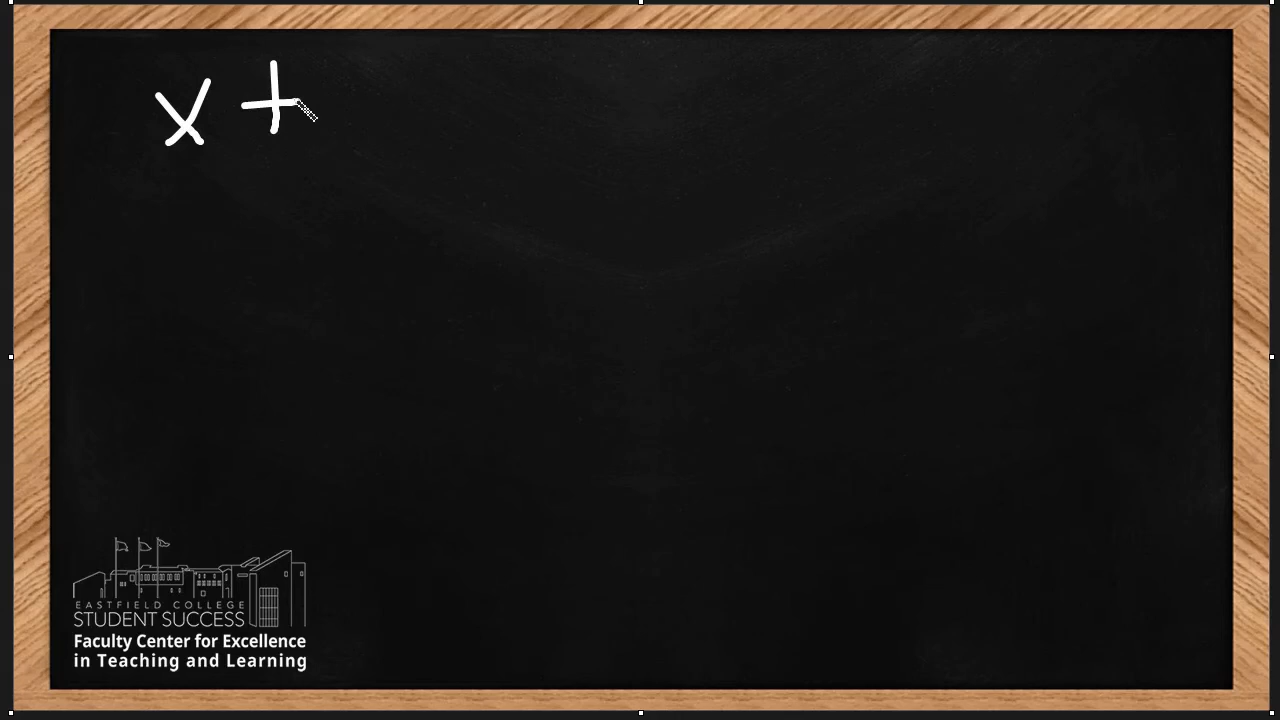 x +
EASTFIELD COLLEGE
STUDENT SUCCESS
Faculty Center for Excellence
in Teaching and Learning